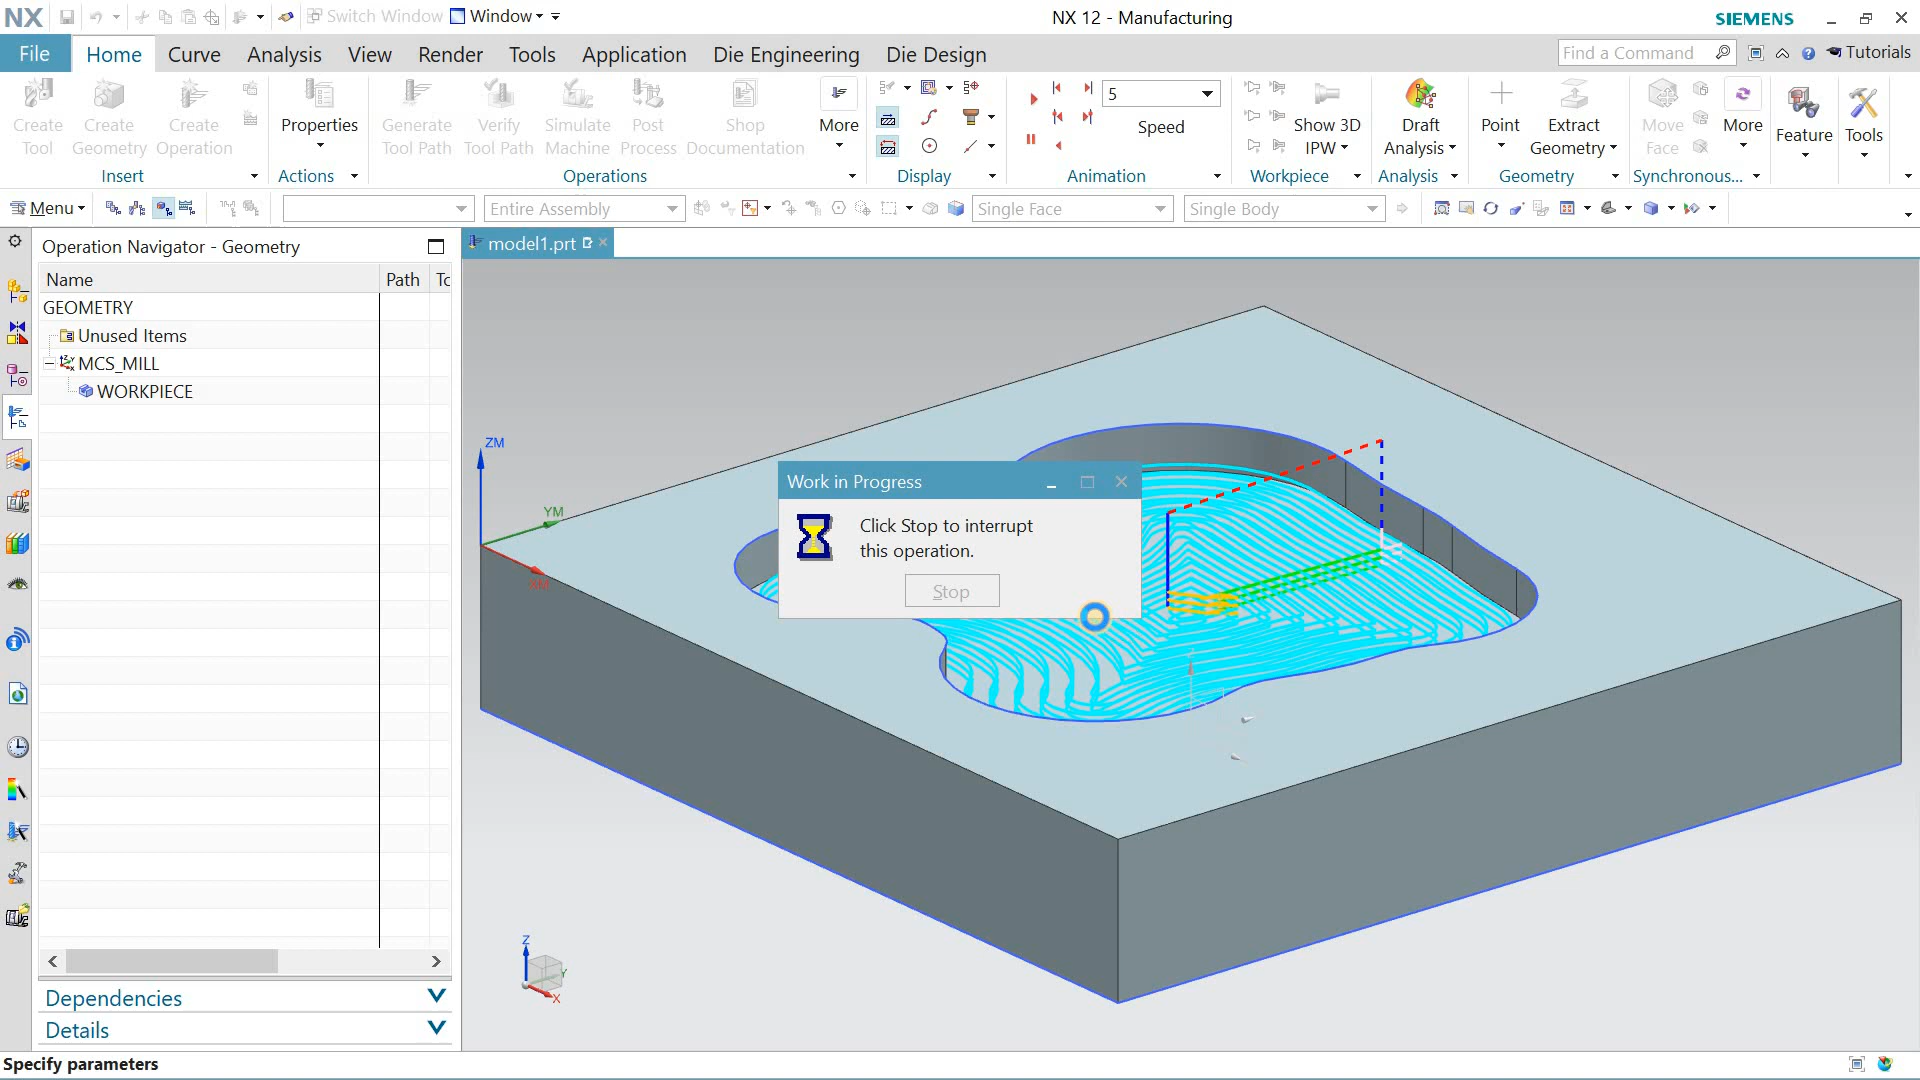 NX
Switch Window
Window
NX 12 - Manufacturing
SIEMENS
File
Home
Curve
Analysis
View
Render
Tools
Application
Die Engineering
Die Design
Find a Command
Tutorials
Create Tool
Create Geometry
Create Operation
Properties
Generate Tool Path
Verify Tool Path
Simulate Machine
Post Process
Shop Documentation
More
5
Speed
Show 3D IPW
Draft Analysis
Point
Extract Geometry
Move Face
More
Feature
Tools
Insert
Actions
Operations
Display
Animation
Workpiece
Analysis
Geometry
Synchronous...
Menu
Entire Assembly
Single Face
Single Body
Operation Navigator - Geometry
model1.prt
Name
Path
To
GEOMETRY
Unused Items
MCS_MILL
WORKPIECE
ZM
YM
XM
Work in Progress
Click Stop to interrupt
this operation.
Stop
Z
Y
X
Dependencies
Details
Specify parameters